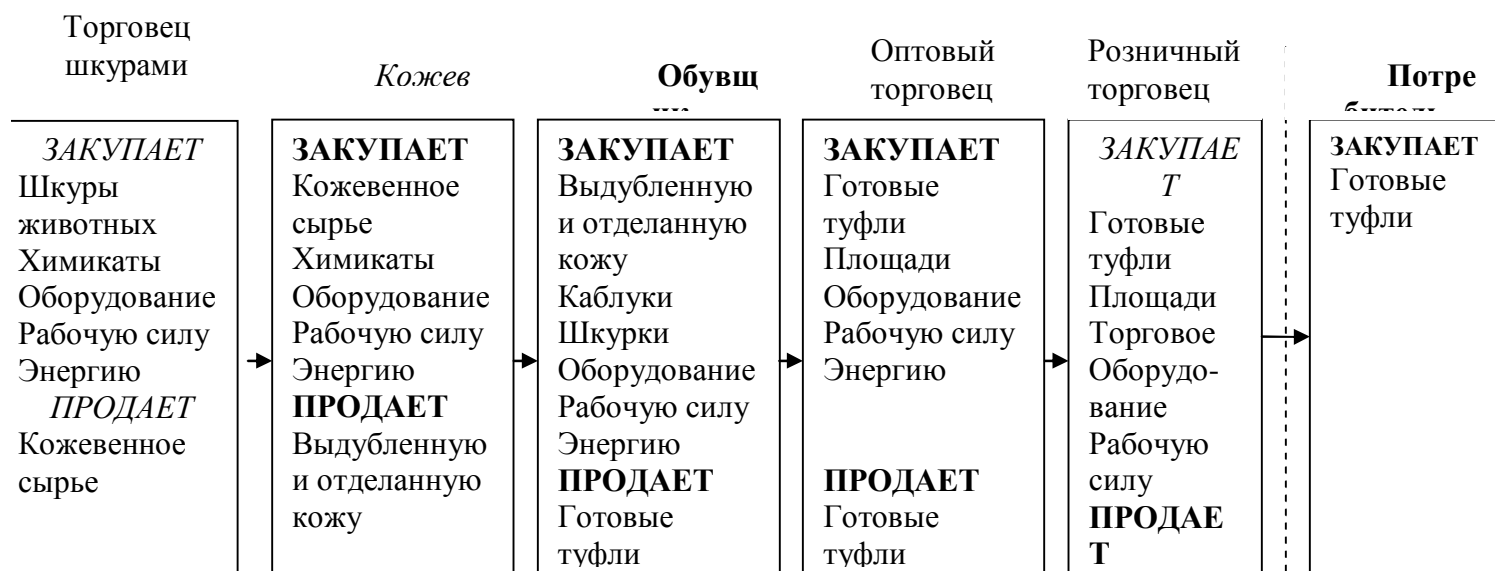 Торговец
шкурами
Кожев
Обувщ
Оптовый
торговец
Розничный
торговец
Потре
ЗАКУПАЕТ
Шкуры
животных
Химикаты
Оборудование
Рабочую силу
Энергию
ПРОДАЕТ
Кожевенное
сырье
ЗАКУПАЕТ
Кожевенное
сырье
Химикаты
Оборудование
Рабочую силу
Энергию
ПРОДАЕТ
Выдубленную
и отделанную
кожу
ЗАКУПАЕТ
Выдубленную
и отделанную
кожу
Каблуки
Шкурки
Оборудование
Рабочую силу
Энергию
ПРОДАЕТ
Готовые
туфли
ЗАКУПАЕТ
Готовые
туфли
Площади
Оборудование
Рабочую силу
Энергию
ПРОДАЕТ
Готовые
туфли
ЗАКУПАЕ
Т
Готовые
туфли
Площади
Торговое
Оборудо-
вание
Рабочую
силу
ПРОДАЕ
Т
ЗАКУПАЕТ
Готовые
туфли